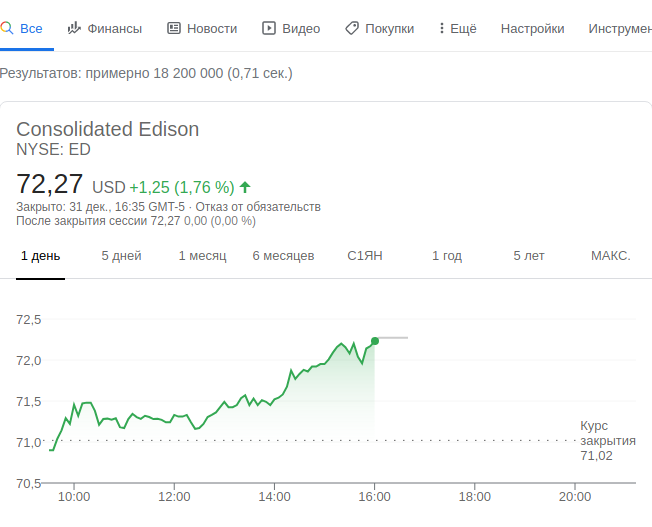 Все Финансы Новости Видео Покупки Ещё Настройки Инструмен
Результатов: примерно 18 200 000 (0,71 сек.)
Consolidated Edison
NYSE: ED
72,27 USD +1,25 (1,76 %)
Закрыто: 31 дек., 16:35 GMT-5 · Отказ от обязательств
После закрытия сессии 72,27 0,00 (0,00 %)
1 день 5 дней 1 месяц 6 месяцев С1ЯН 1 год 5 лет МАКС.
72,5
72,0
71,5
71,0
70,5
Курс
закрытия
71,02
10:00 12:00 14:00 16:00 18:00 20:00